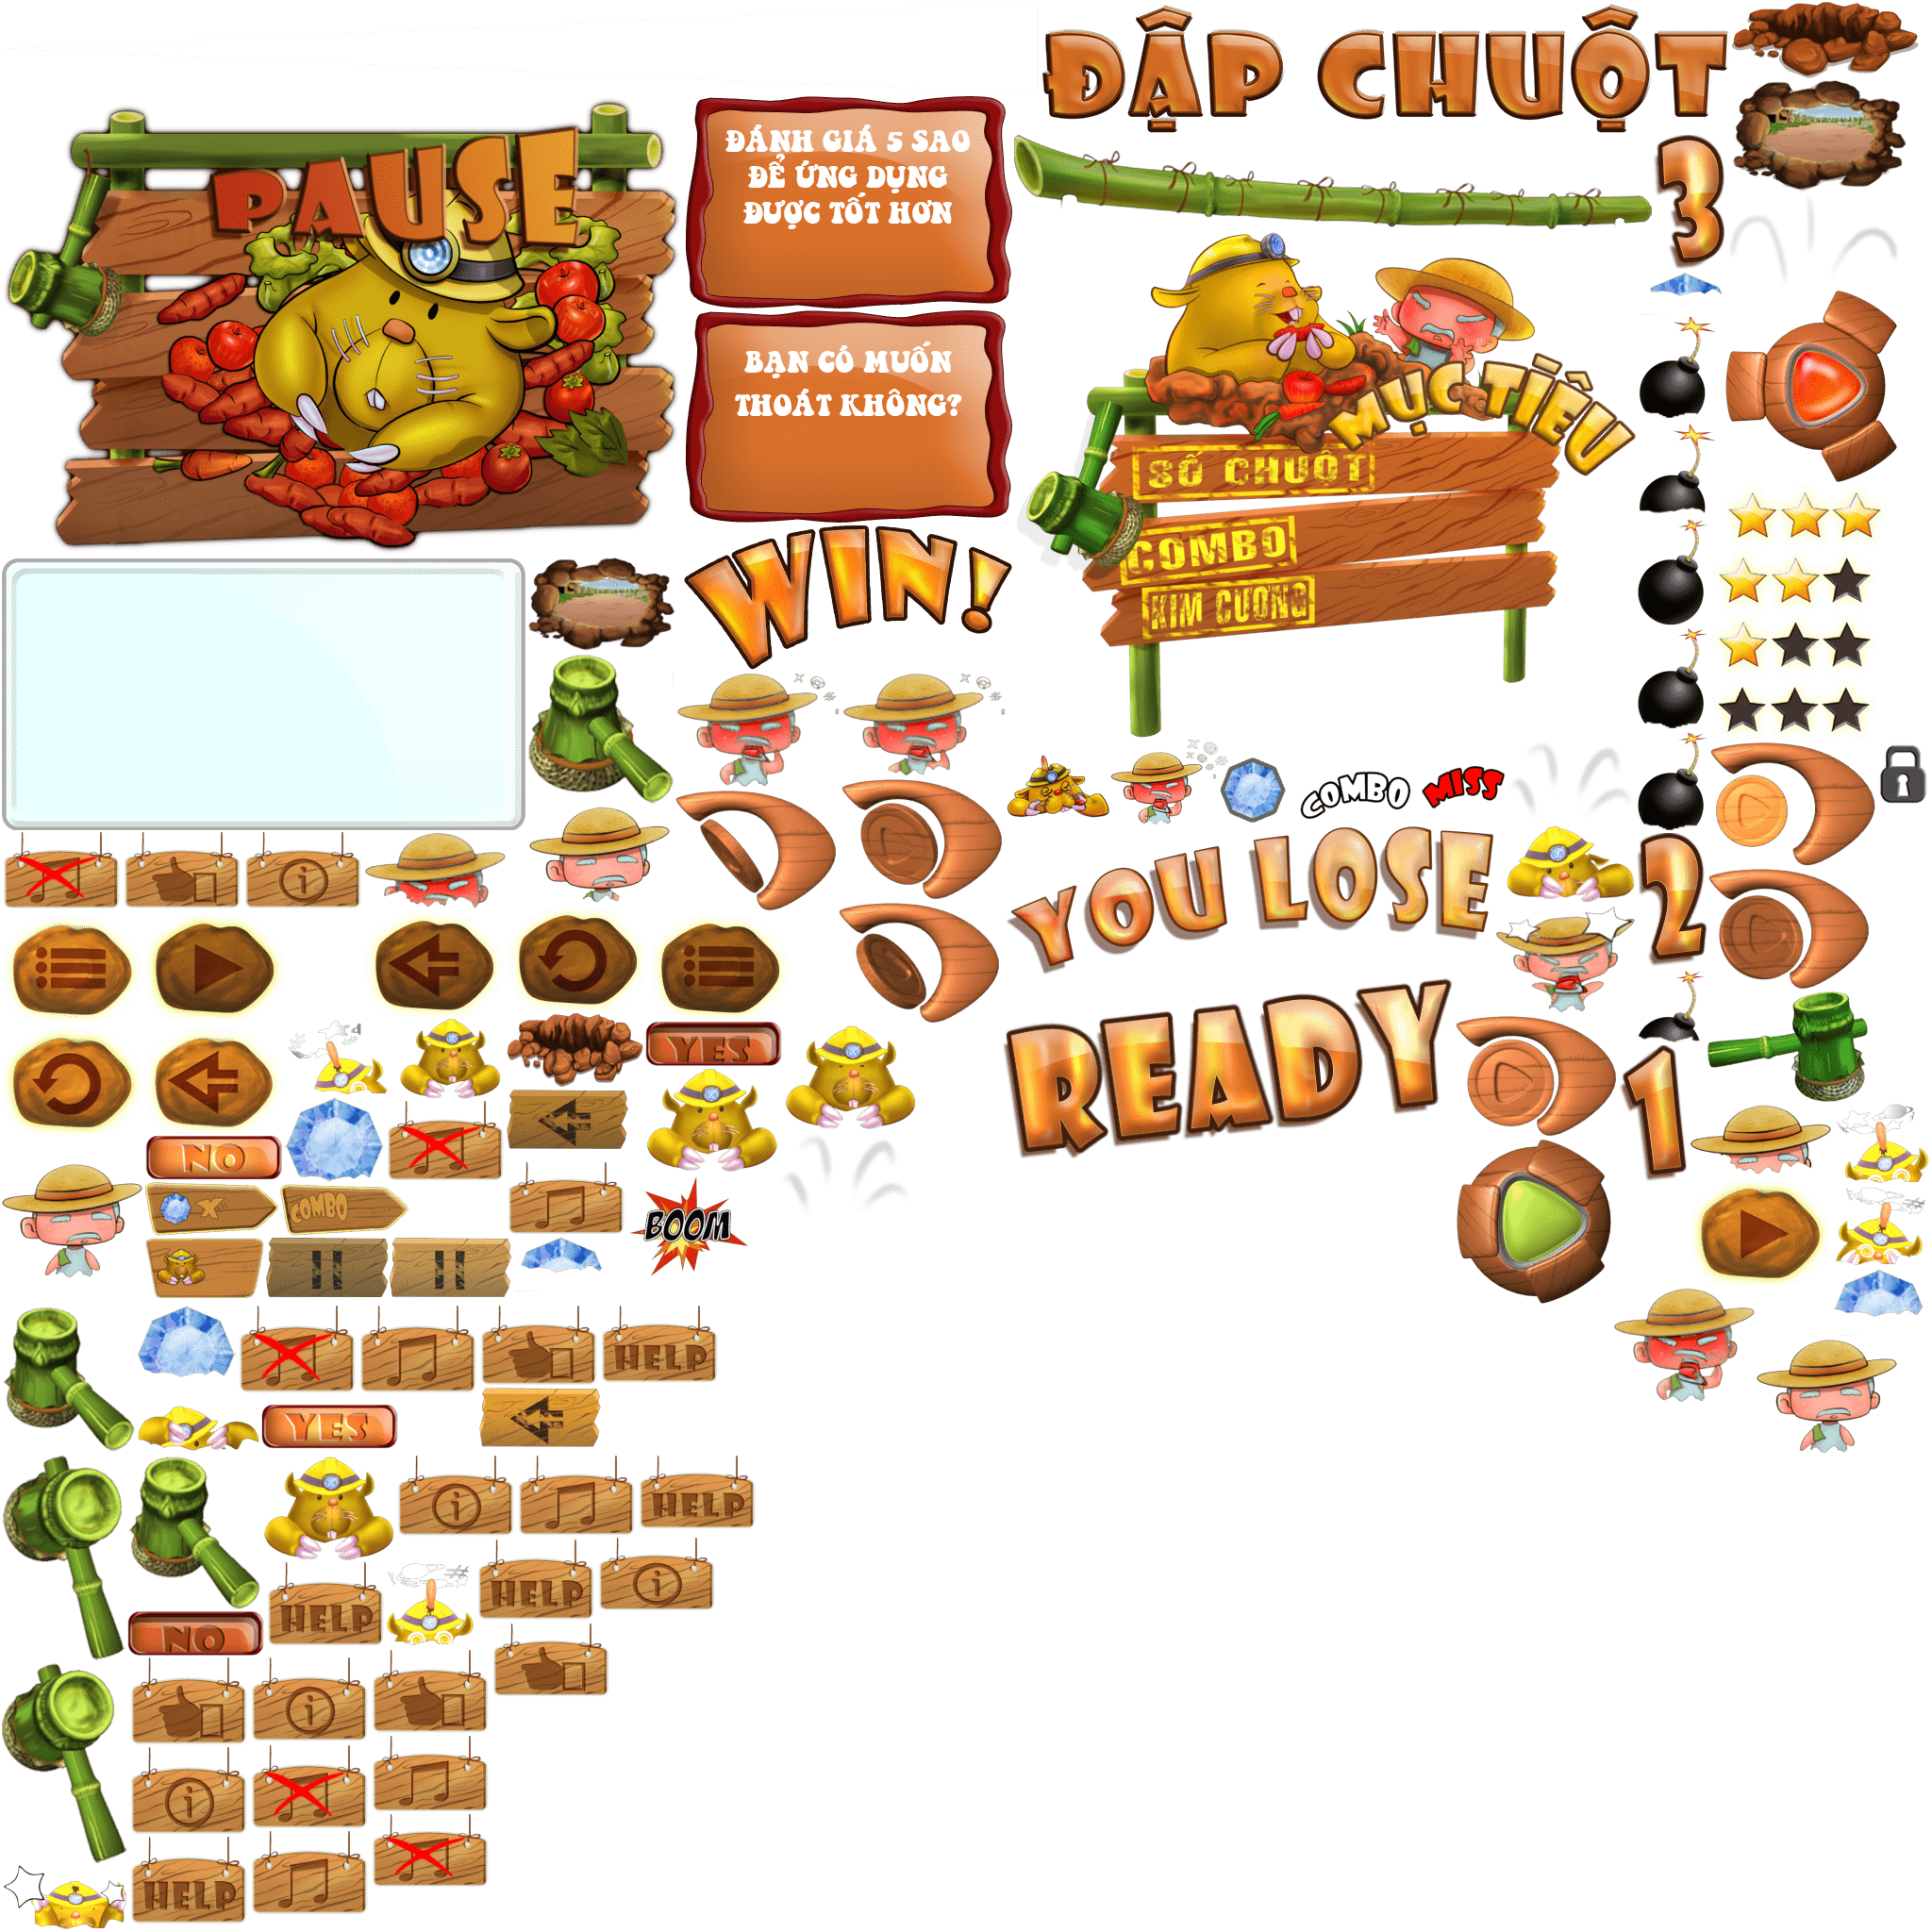 ĐẬP CHUỘT
PAUSE
ĐÁNH GIÁ 5 SAO
ĐỂ ỨNG DỤNG
ĐƯỢC TỐT HƠN
3
BẠN CÓ MUỐN
THOÁT KHÔNG?
MỤC TIÊU
SỐ CHUỘT
COMBO
KIM CƯƠNG
WIN!
COMBO
MISS
YOU LOSE
2
READY
1
YES
NO
X
COMBO
BOOM
HELP
YES
HELP
HELP
HELP
NO
HELP